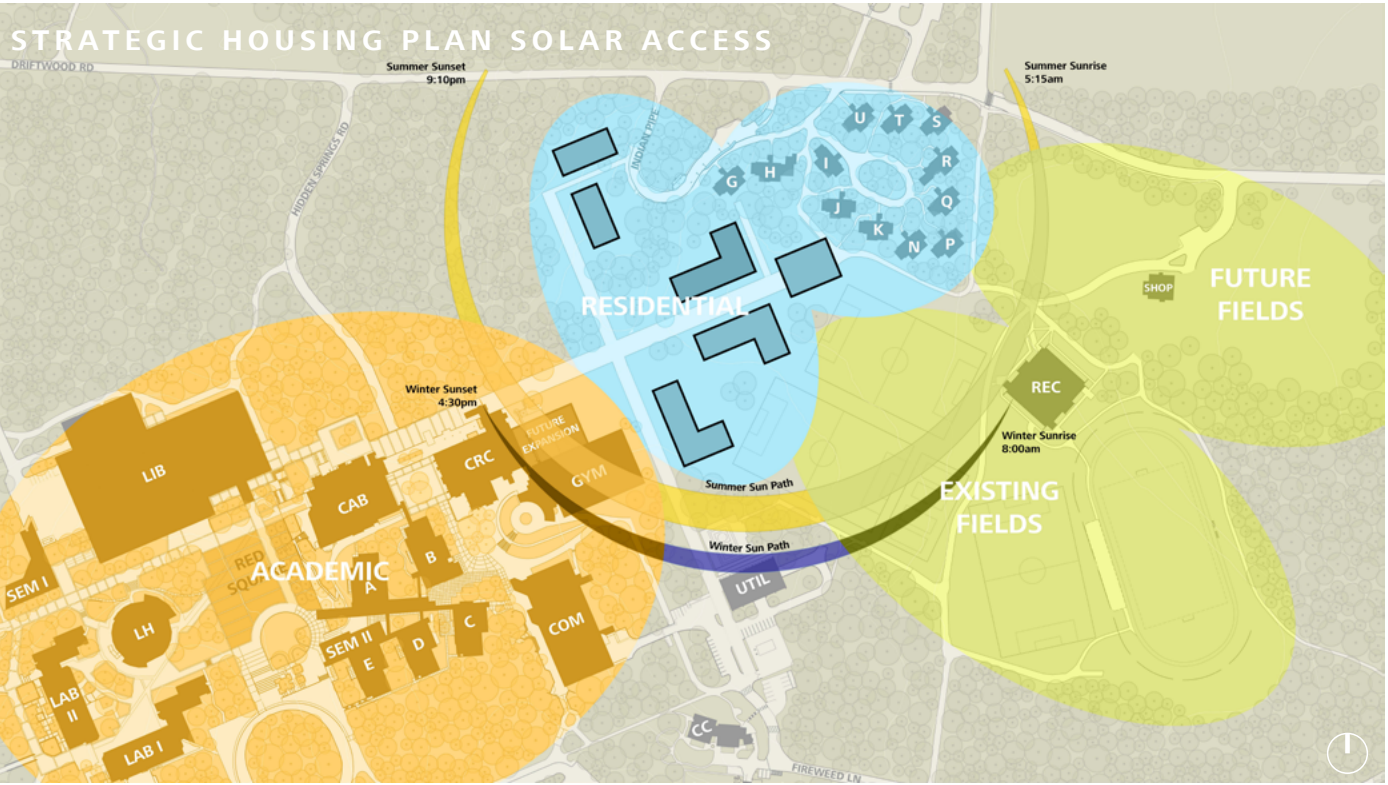 STRATEGIC HOUSING PLAN SOLAR ACCESS
DRIFTWOOD RD
Summer Sunset
9:10pm
Summer Sunrise
5:15am
HIDDEN SPRINGS RD
INDIAN PIPE
U
T
S
G
H
I
R
J
Q
K
N
P
RESIDENTIAL
SHOP
FUTURE
FIELDS
REC
Winter Sunset
4:30pm
Winter Sunrise
8:00am
FUTURE
EXPANSION
LIB
CRC
GYM
CAB
Summer Sun Path
EXISTING
FIELDS
Winter Sun Path
B
RED
SQUARE
ACADEMIC
A
SEM I
UTIL
LH
SEM II
E
D
C
COM
LAB
II
LAB I
CC
FIREWEED LN